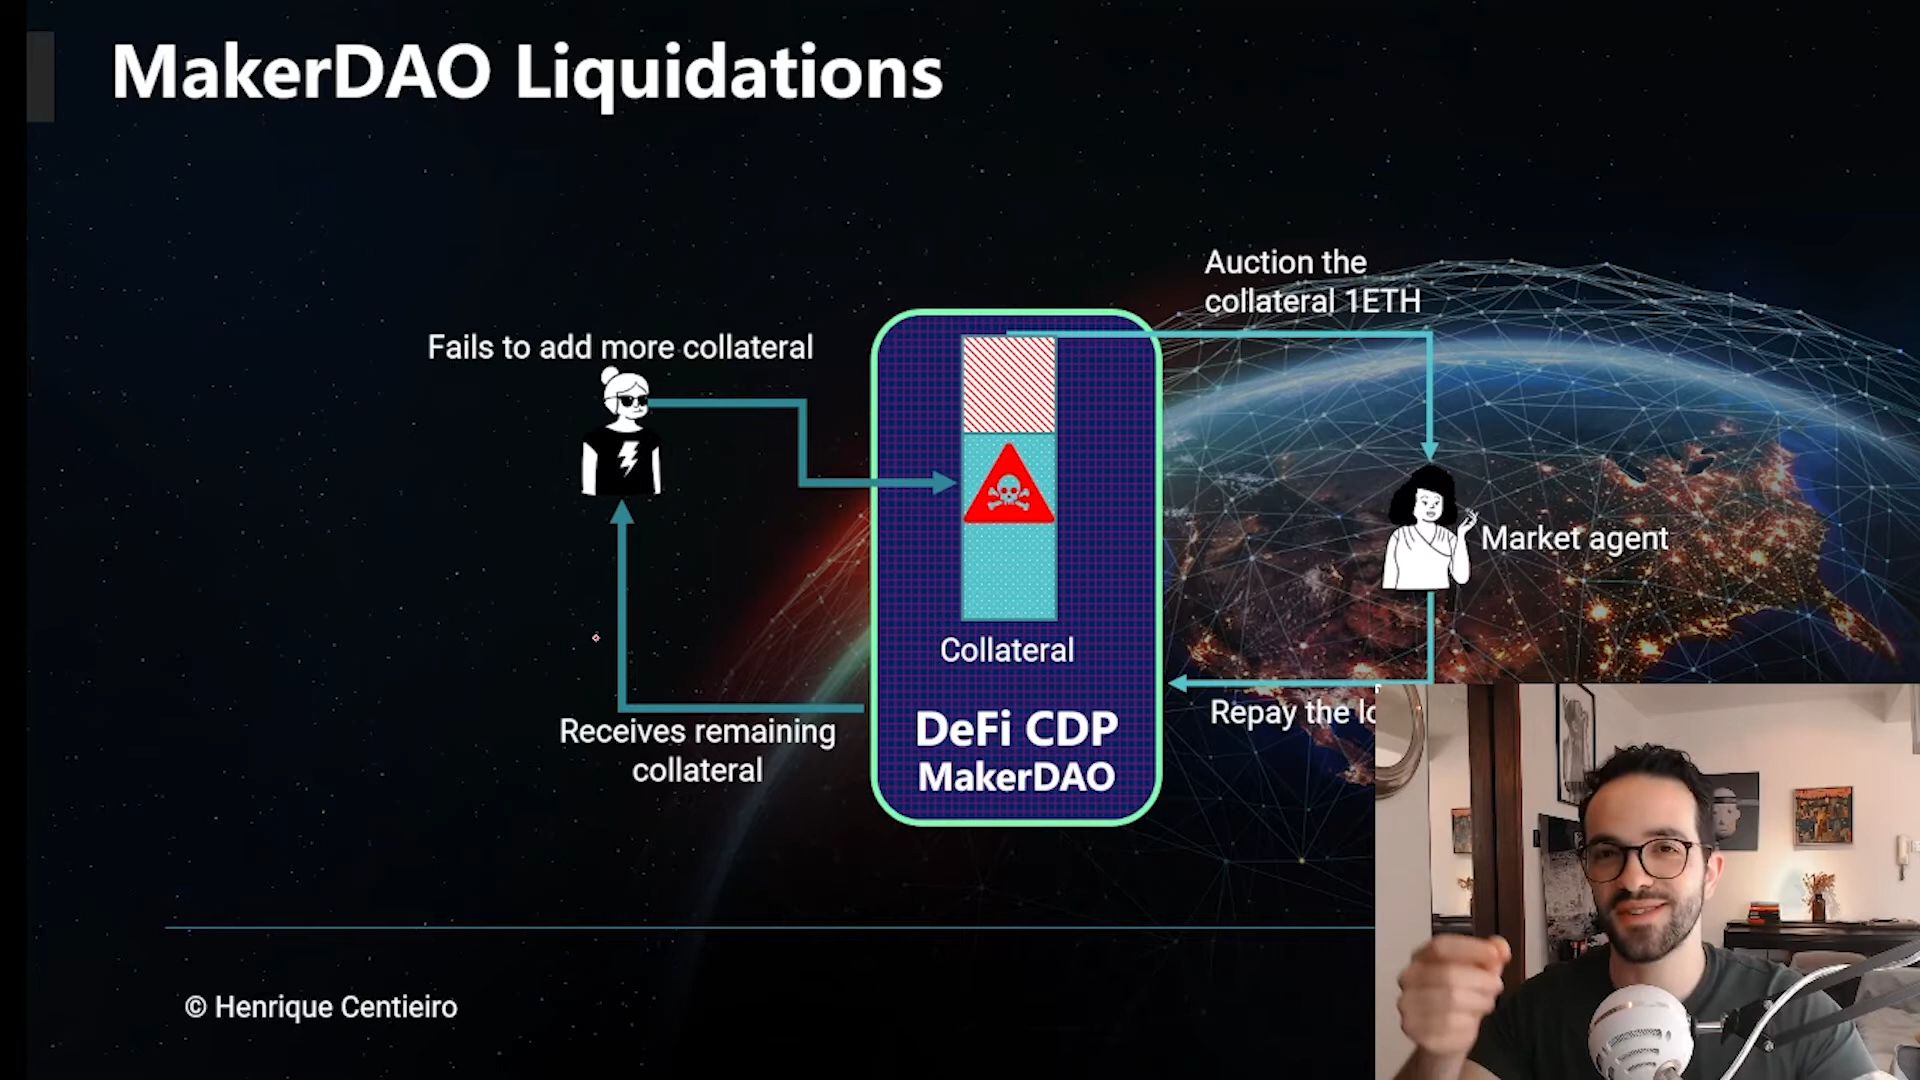 MakerDAO Liquidations
Auction the
collateral 1ETH
Fails to add more collateral
Market agent
Collateral
Repay the
DeFi CDP
MakerDAO
Receives remaining
collateral
© Henrique Centieiro